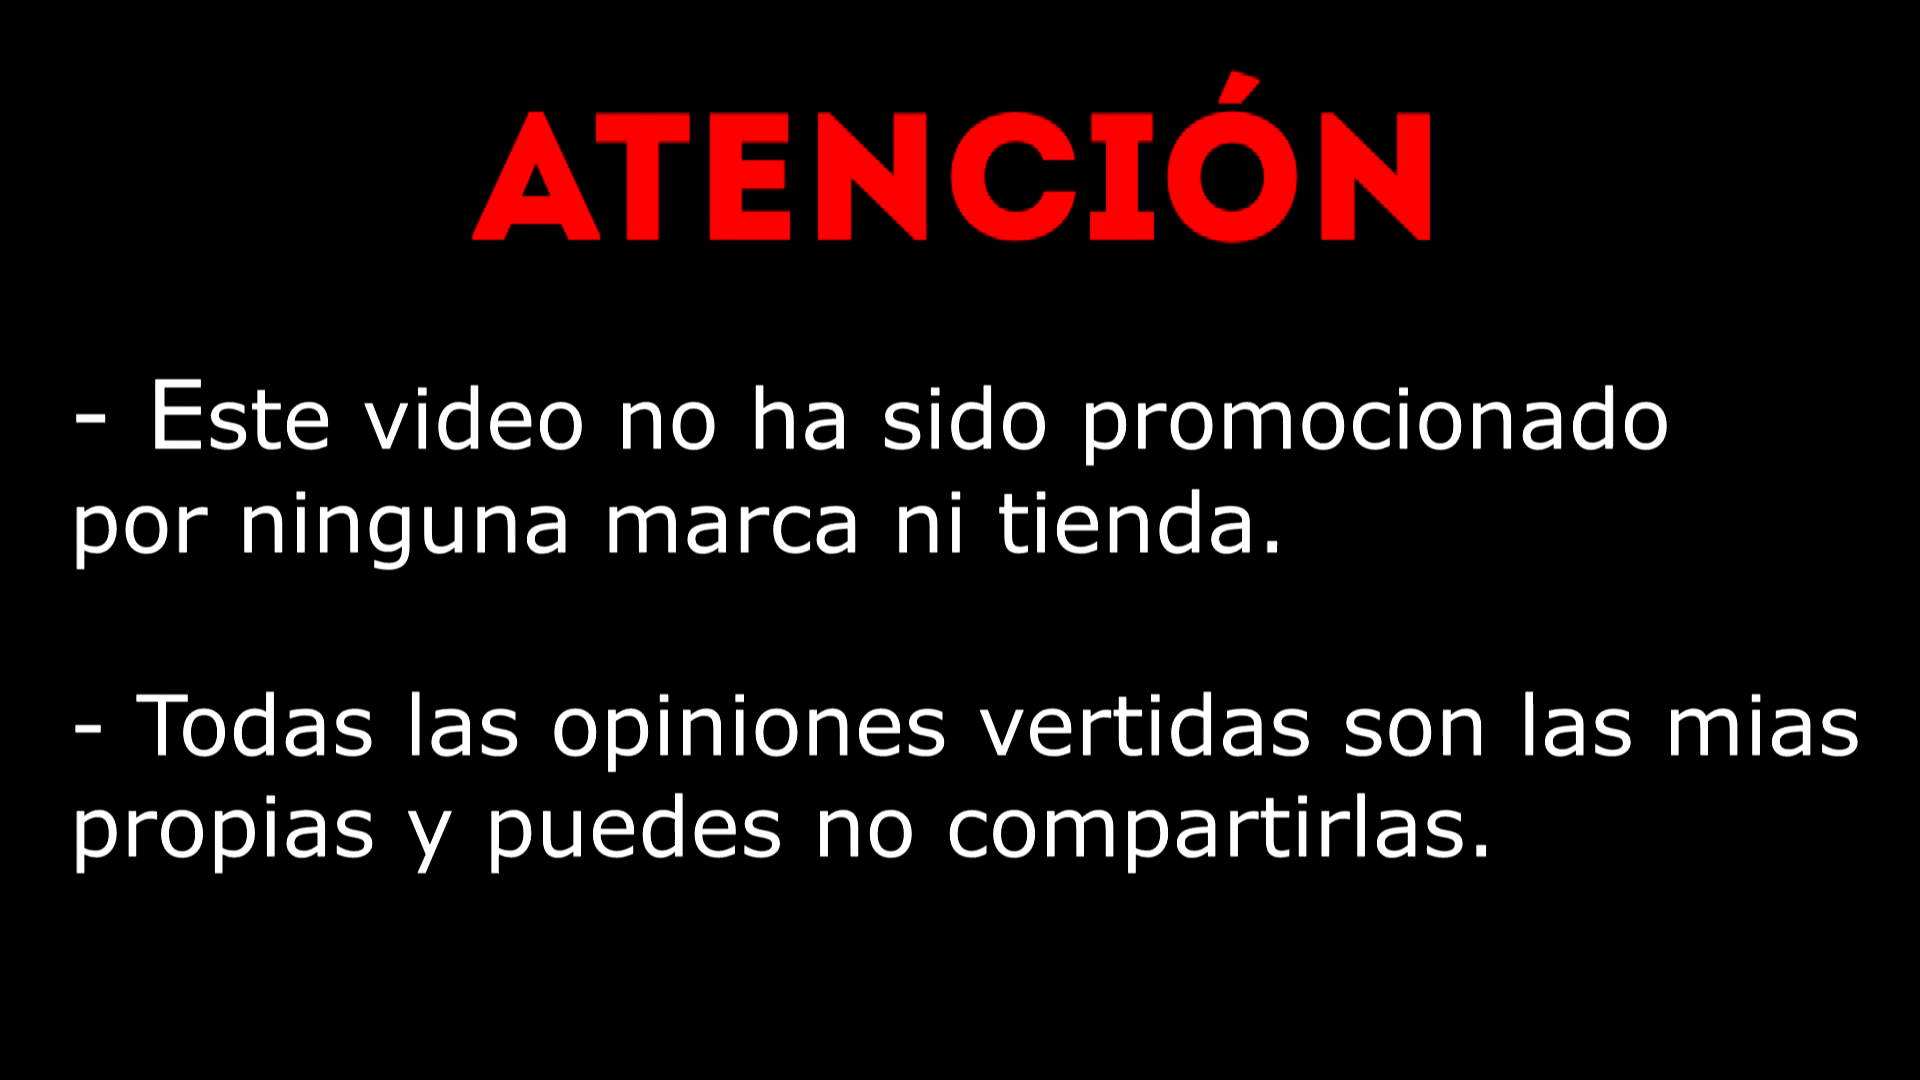 ATENCIÓN
- Este video no ha sido promocionado
por ninguna marca ni tienda.
- Todas las opiniones vertidas son las mias
propias y puedes no compartirlas.